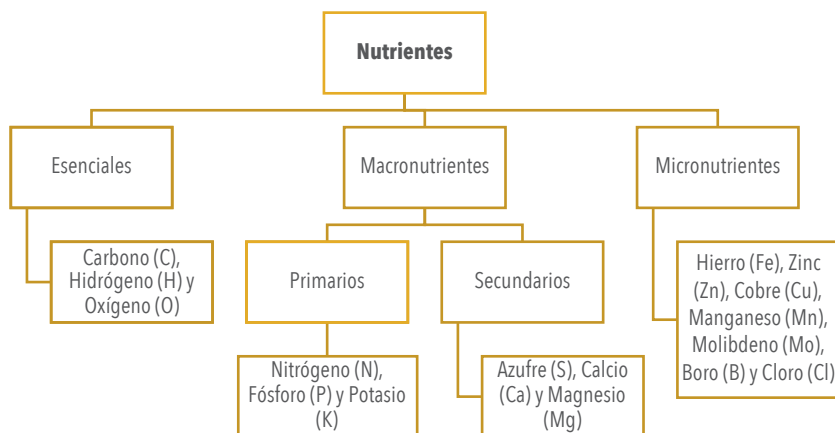 Nutrientes
Esenciales
Macronutrientes
Micronutrientes
Carbono (C),
Hidrógeno (H) y
Oxígeno (O)
Primarios
Secundarios
Hierro (Fe), Zinc
(Zn), Cobre (Cu),
Manganeso (Mn),
Molibdeno (Mo),
Boro (B) y Cloro (Cl)
Nitrógeno (N),
Fósforo (P) y Potasio
(K)
Azufre (S), Calcio
(Ca) y Magnesio
(Mg)